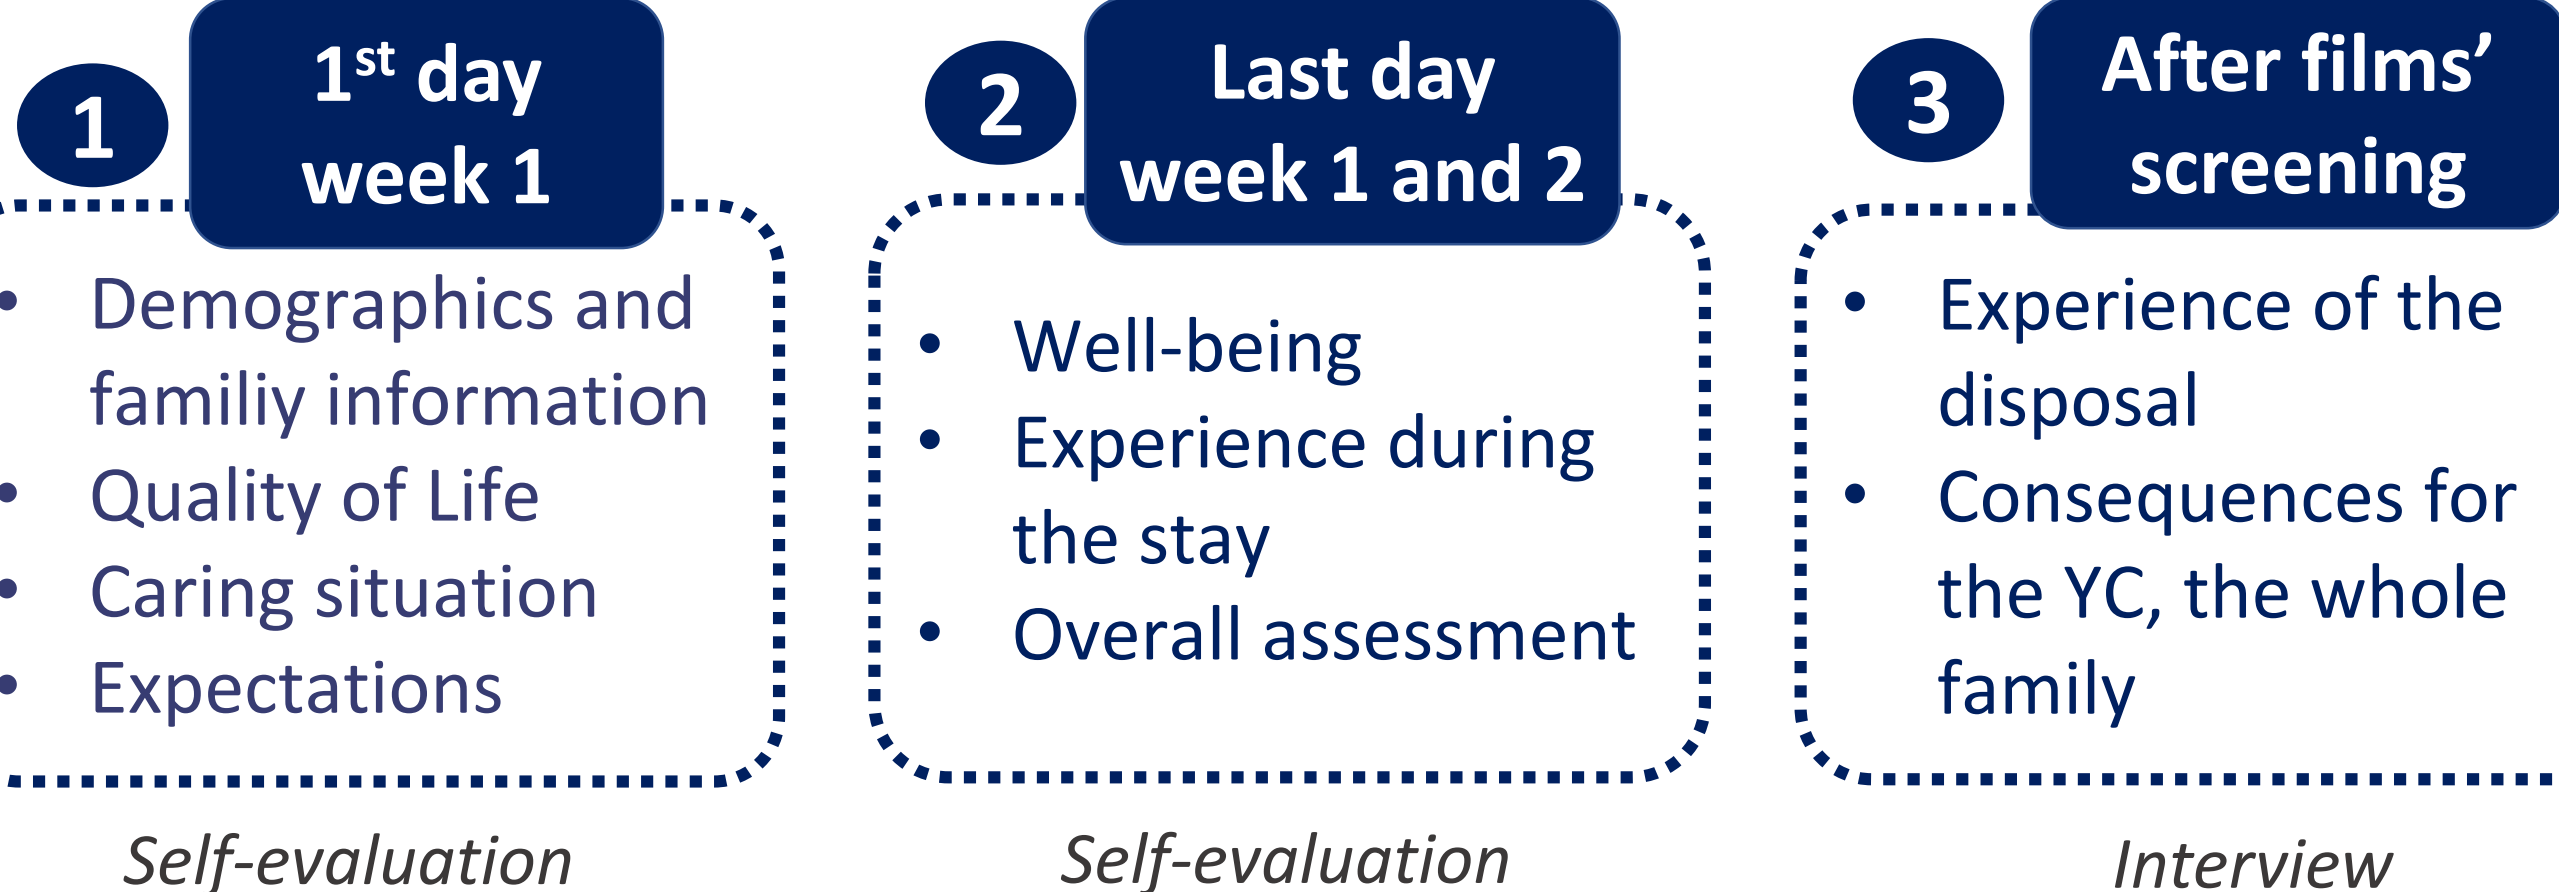 1
1st day
week 1
• Demographics and
familiy information
• Quality of Life
• Caring situation
• Expectations
Self-evaluation
2
Last day
week 1 and 2
• Well-being
• Experience during
the stay
• Overall assessment
Self-evaluation
3
After films’
screening
• Experience of the
disposal
• Consequences for
the YC, the whole
family
Interview